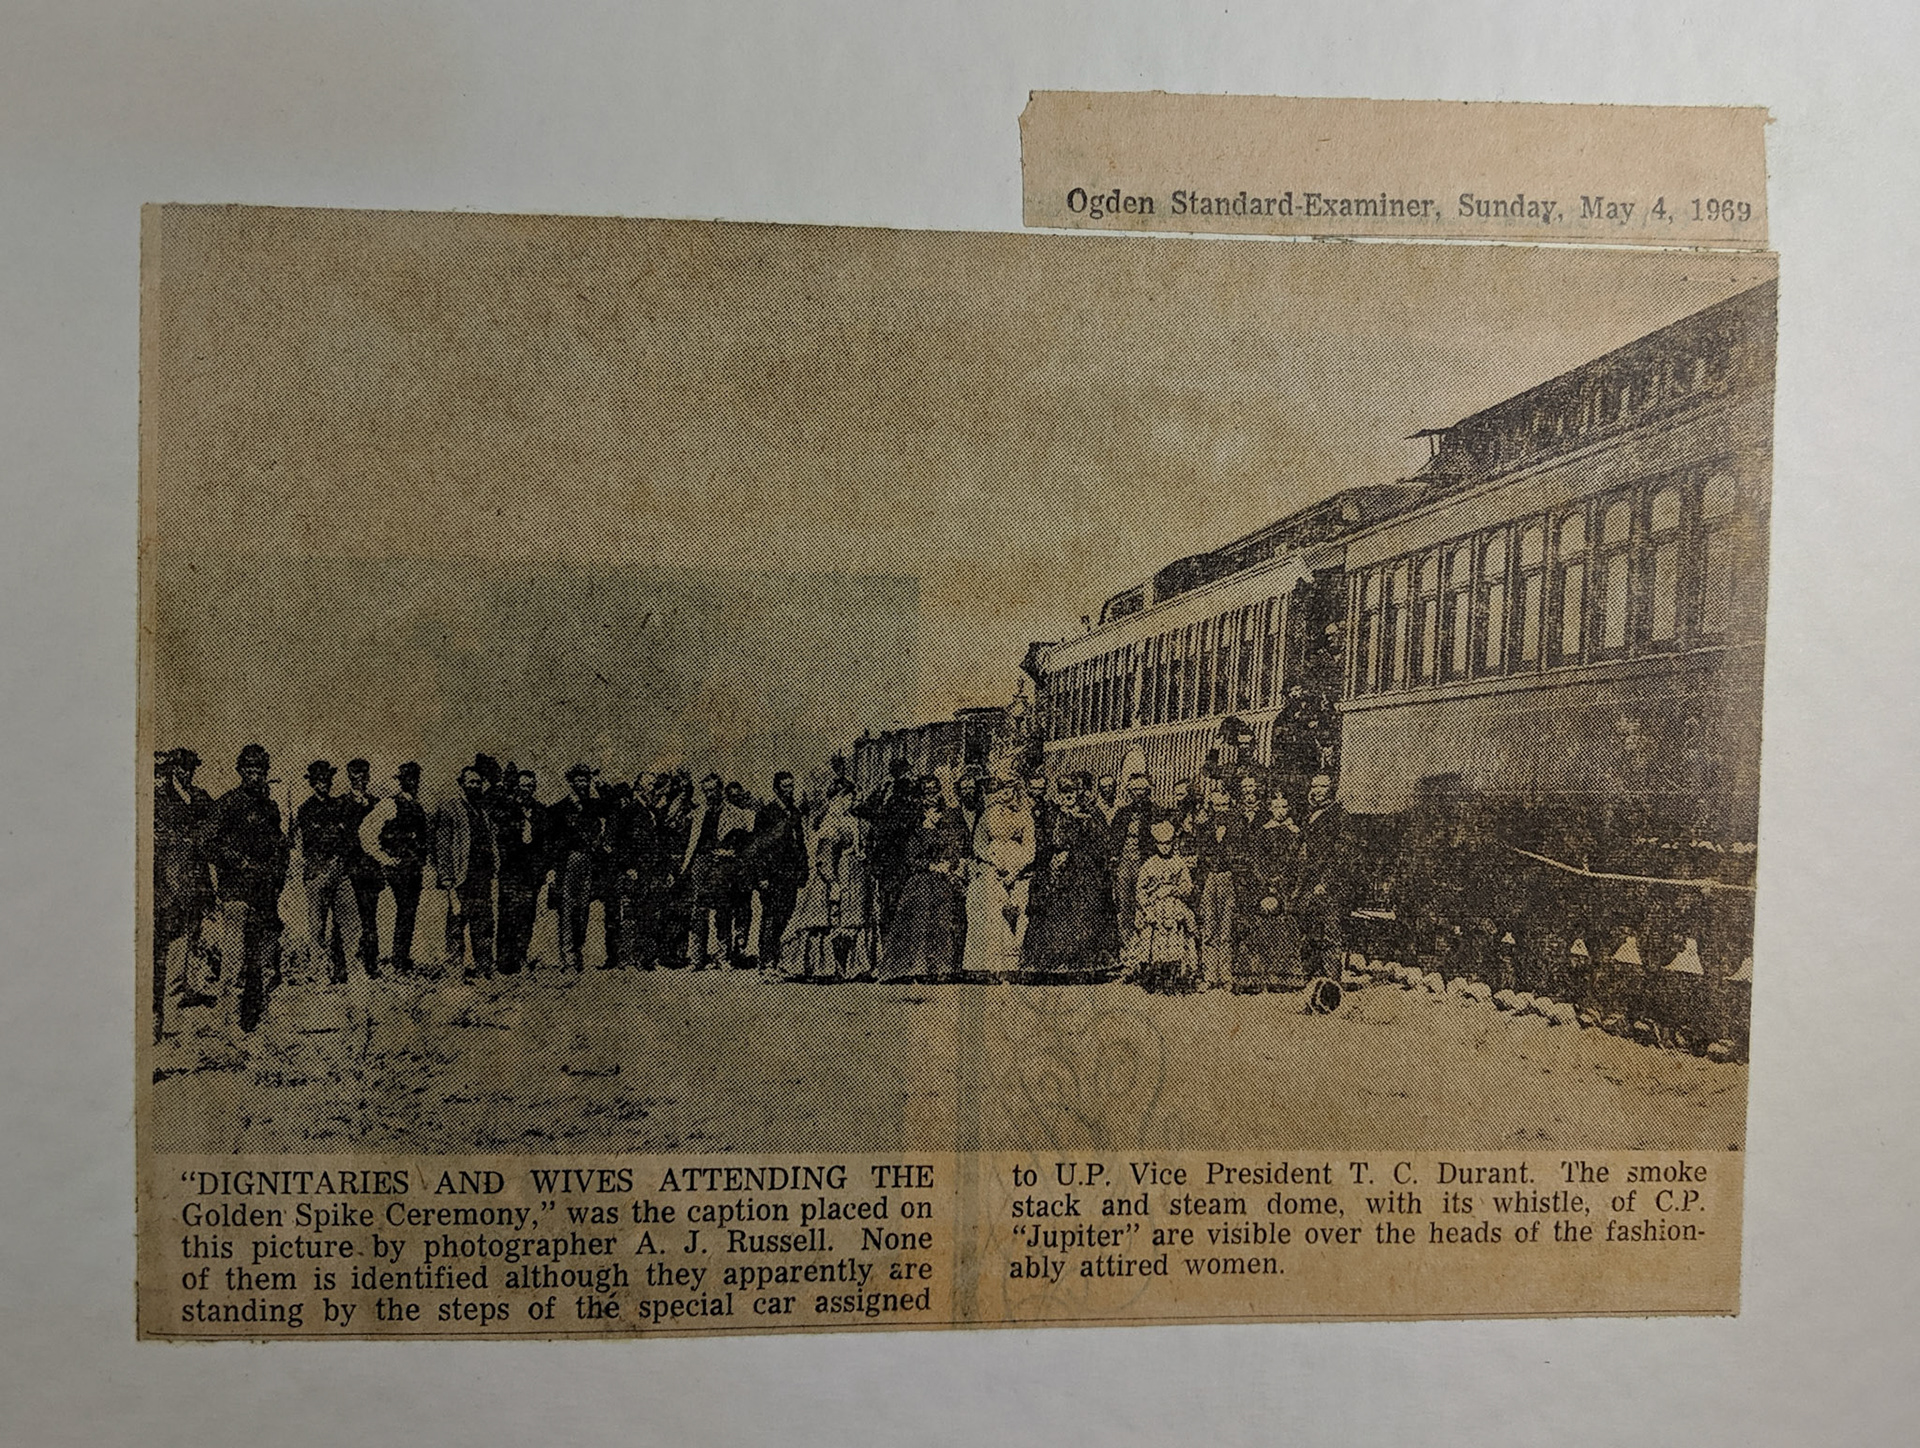 Ogden Standard-Examiner, Sunday, May 4, 1969
“DIGNITARIES AND WIVES ATTENDING THE
Golden Spike Ceremony,” was the caption placed on
this picture by photographer A. J. Russell. None
of them is identified although they apparently are
standing by the steps of the special car assigned
to U.P. Vice President T. C. Durant. The smoke
stack and steam dome, with its whistle, of C.P.
“Jupiter” are visible over the heads of the fashion-
ably attired women.